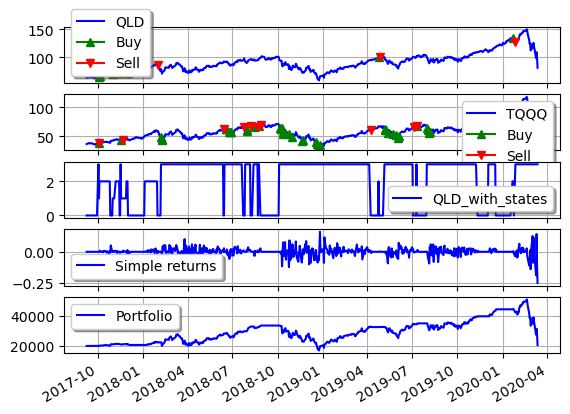 150
100
QLD
Buy
Sell
100
50
TQQQ
Buy
Sell
2
0
QLD_with_states
0.00
−0.25
Simple returns
40000
20000
Portfolio
2017-10 2018-01 2018-04 2018-07 2018-10 2019-01 2019-04 2019-07 2019-10 2020-01 2020-04